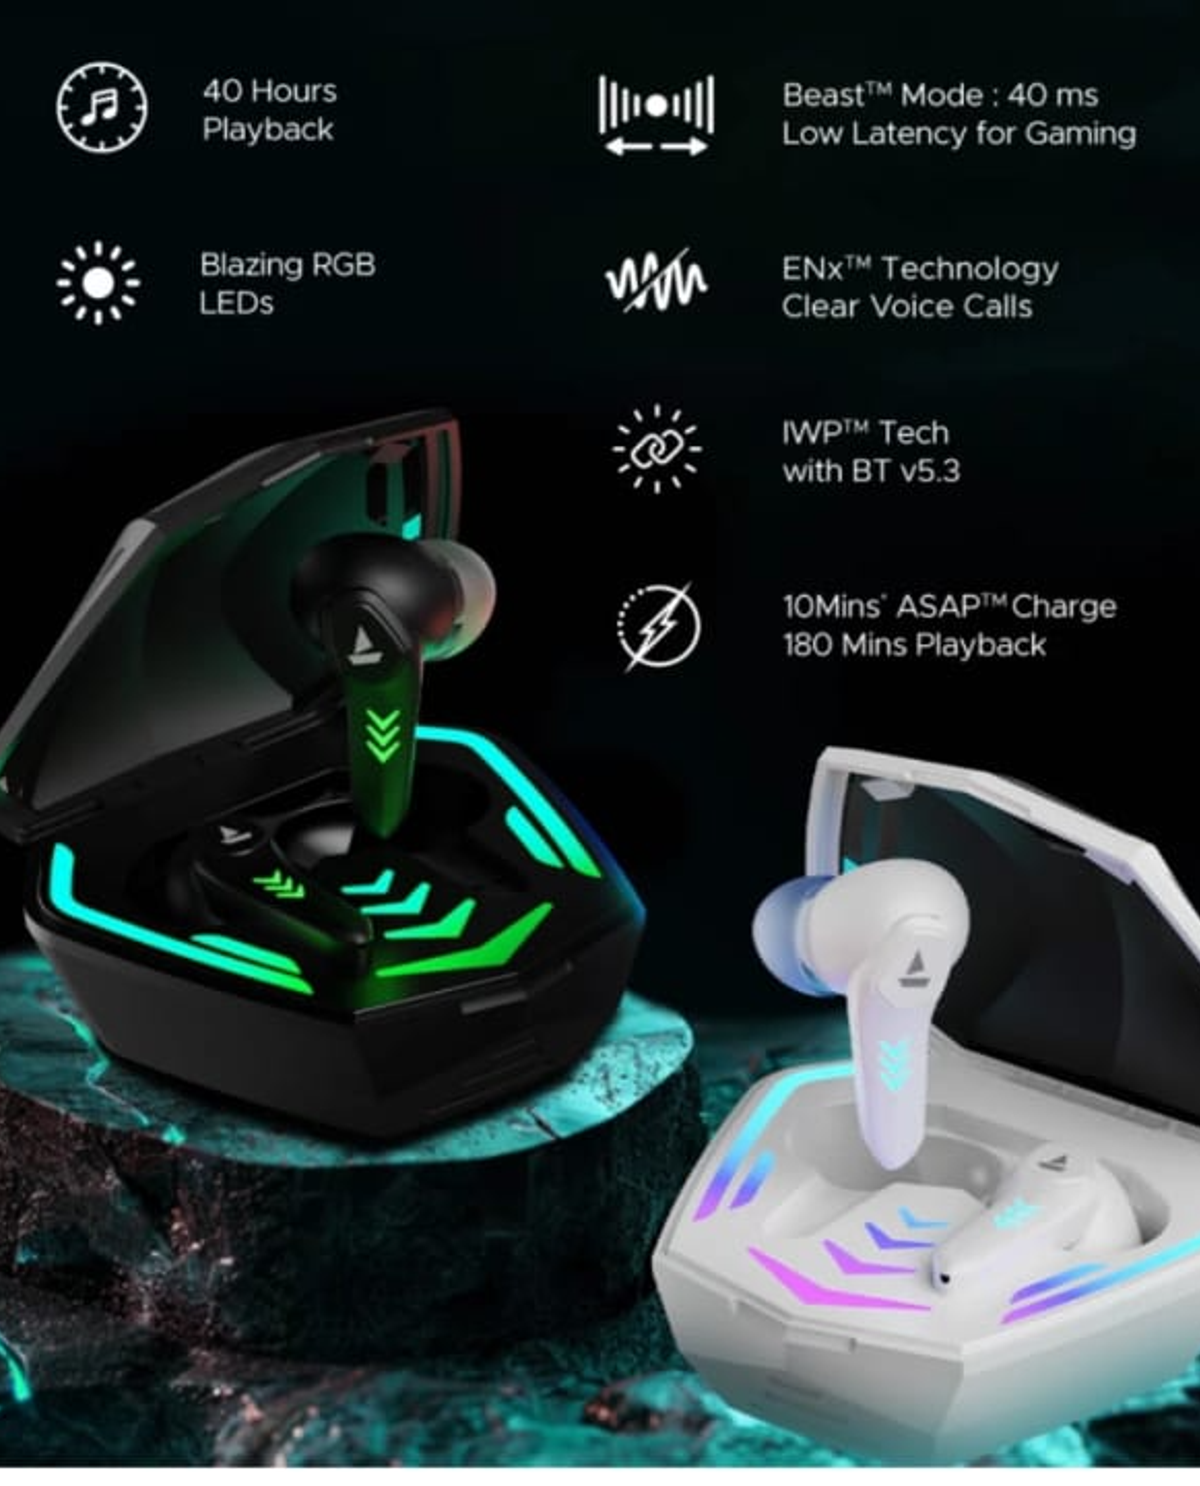 40 Hours
Playback
Beast™ Mode : 40 ms
Low Latency for Gaming
Blazing RGB
LEDs
ENx™ Technology
Clear Voice Calls
IWP™ Tech
with BT v5.3
10Mins* ASAP™ Charge
180 Mins Playback